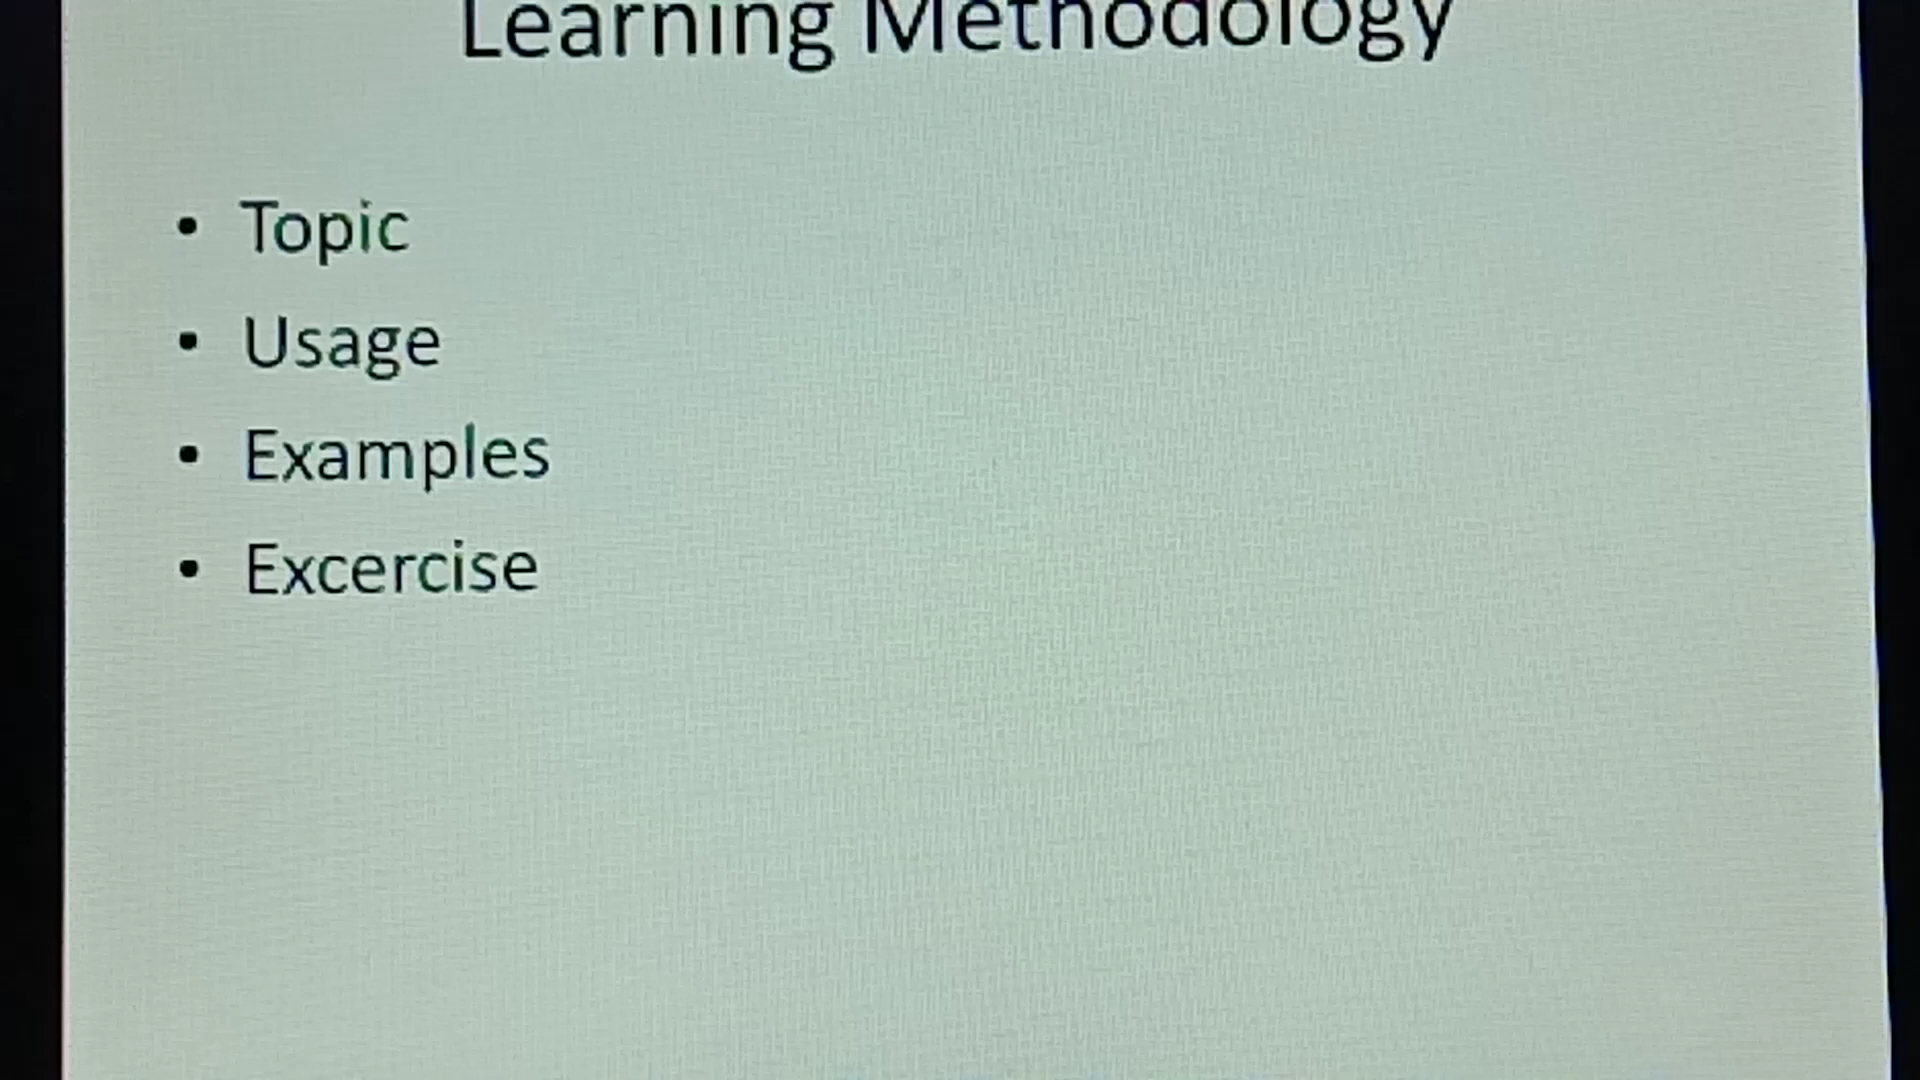 Learning Methodology
• Topic
• Usage
• Examples
• Excercise